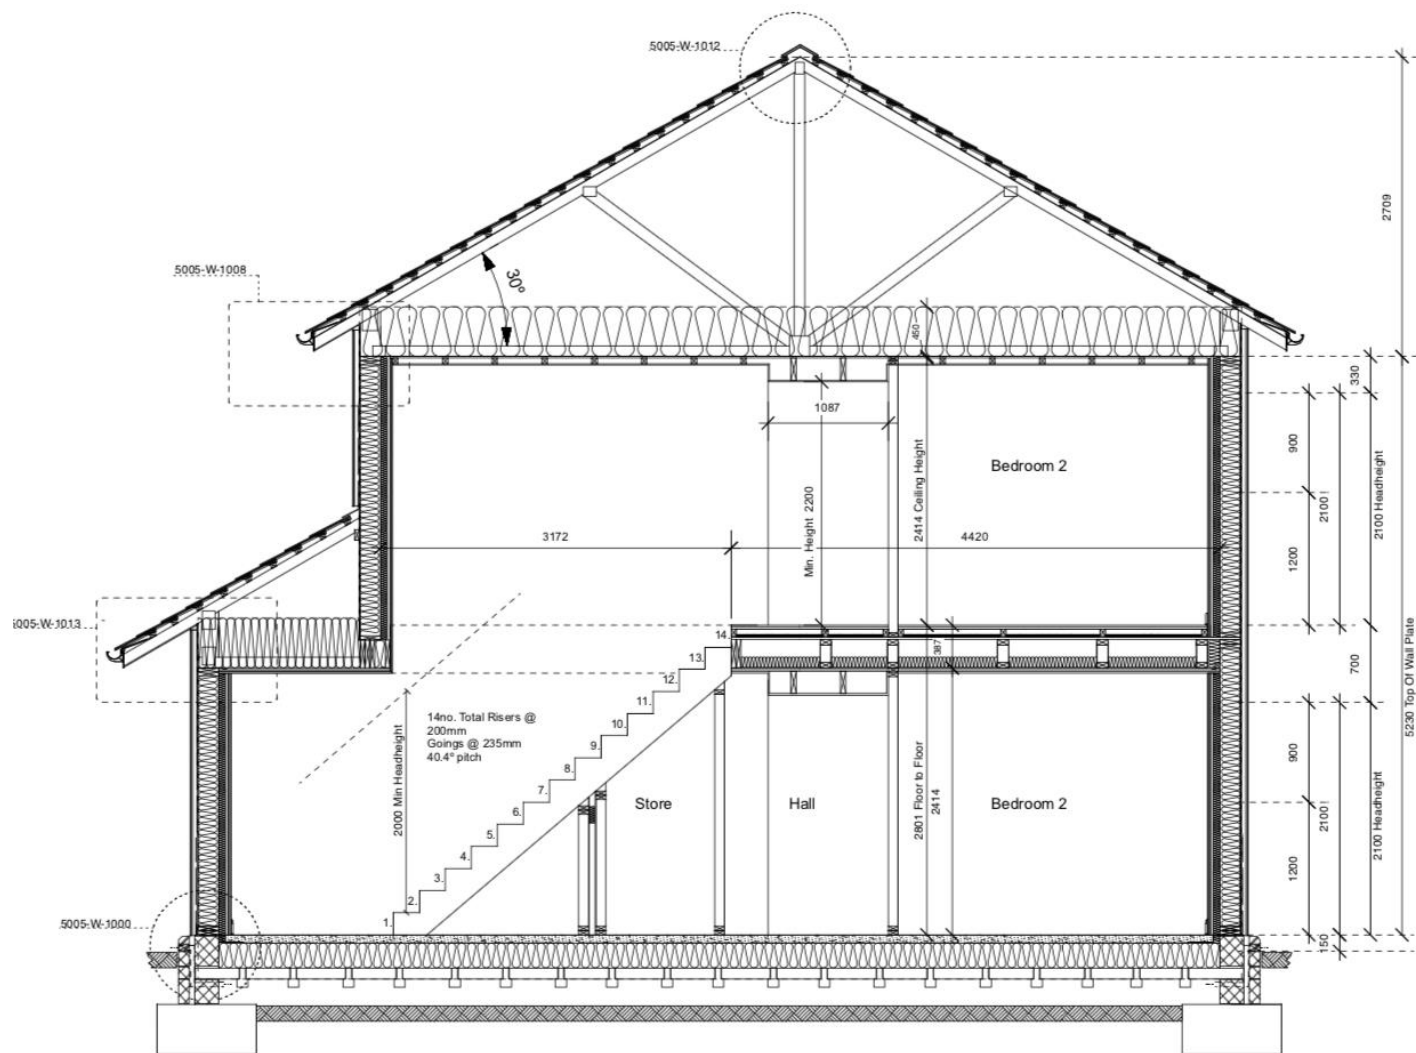 5005-W-1012
2709
5005-W-1008
30°
450
330
1087
900
2414 Ceiling Height
Bedroom 2
2100
2100 Headheight
Min. Height 2200
3172
4420
1200
5005-W-1013
14.
387
13.
700
12.
5230 Top Of Wall Plate
11.
14no. Total Risers @
200mm
Goings @ 235mm
40.4° pitch
10.
9.
900
2000 Min Headheight
8.
7.
Store
Hall
2801 Floor to Floor
2414
Bedroom 2
2100
2100 Headheight
6.
5.
4.
1200
3.
2.
1.
5005-W-1000
150